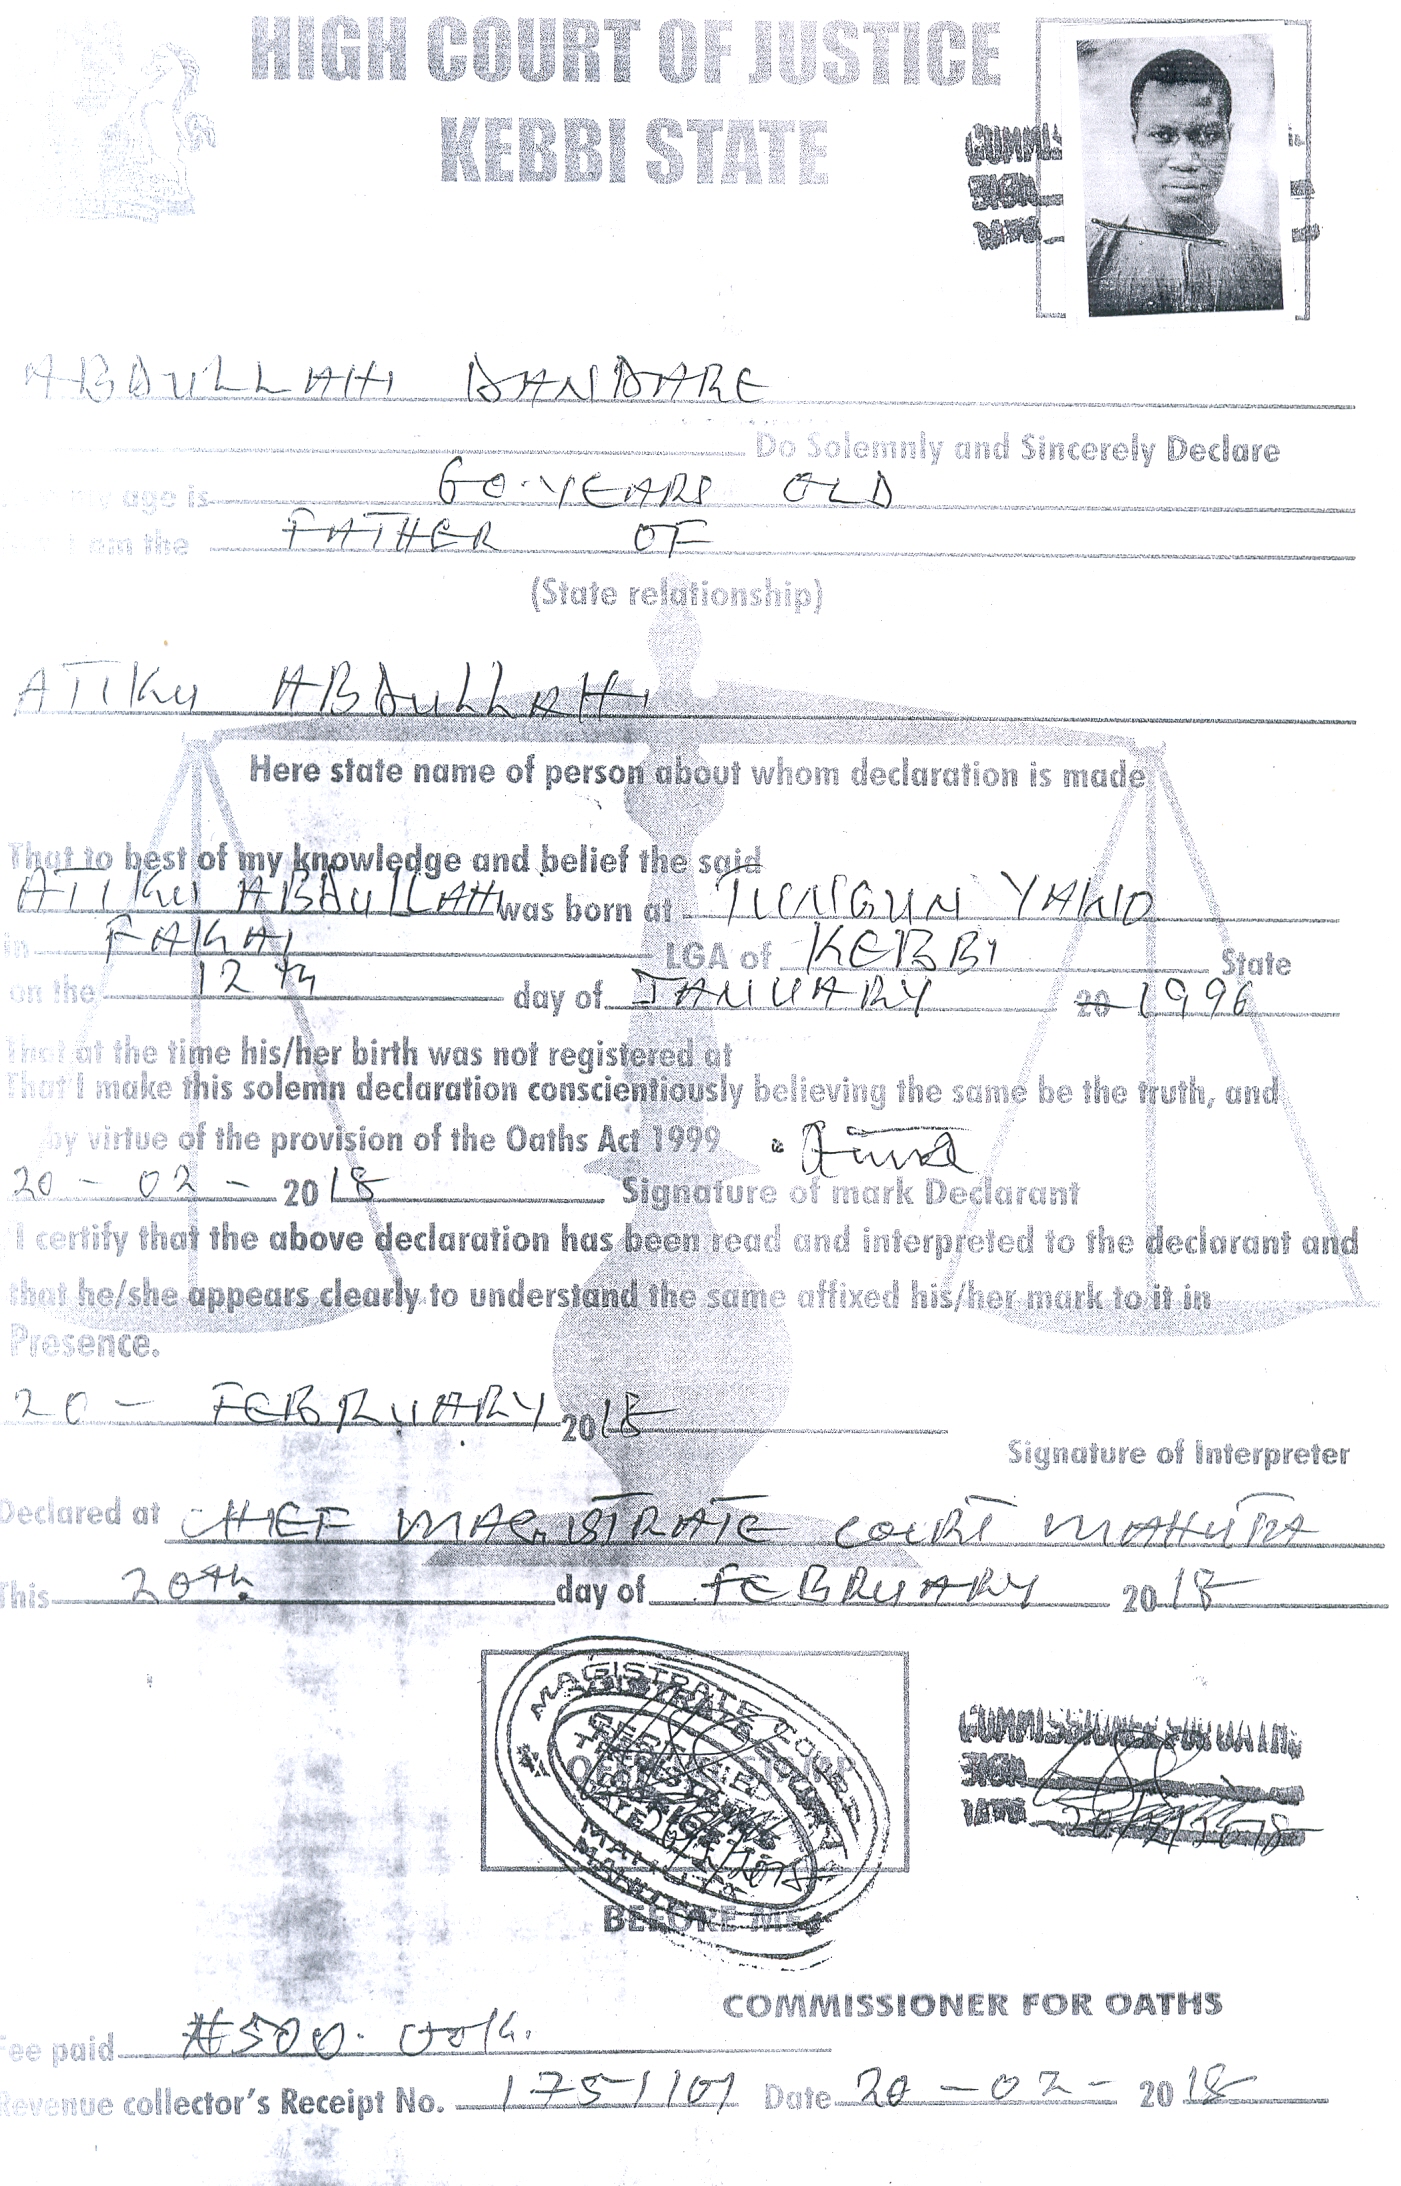 HIGH COURT OF JUSTICE
KEBBI STATE
ABDULLAHI DANDARE
Do Solemnly and Sincerely Declare
my age is 60 YEARS OLD
I am the FATHER OF
(State relationship)
ATIKU ABDULLAHI
Here state name of person about whom declaration is made
That to best of my knowledge and belief the said
ATIKU ABDULLAHI was born at TUNGUN YAWO
in FAKAI LGA of KEBBI State
on the 12th day of JANUARY 20 1996
That at the time his/her birth was not registered at
That I make this solemn declaration conscientiously believing the same be the truth, and
by virtue of the provision of the Oaths Act 1999
20 - 02 - 2018 Signature of mark Declarant
I certify that the above declaration has been read and interpreted to the declarant and
that he/she appears clearly to understand the same affixed his/her mark to it in
Presence.
20 - FEBRUARY 2018
Signature of Interpreter
Declared at CHIEF MAGISTRATE COURT MAHUTA
This 20th day of FEBRUARY 2018
MAGISTRATE COURT
COMMISSIONER FOR OATHS
SIGN
DATE 20/2/2018
BEFORE ME
COMMISSIONER FOR OATHS
Fee paid ₦500. 00k.
Revenue collector's Receipt No. 1751101 Date 20 - 02 - 2018